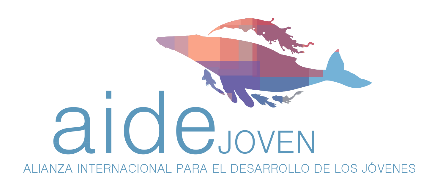 aide JOVEN
ALIANZA INTERNACIONAL PARA EL DESARROLLO DE LOS JÓVENES